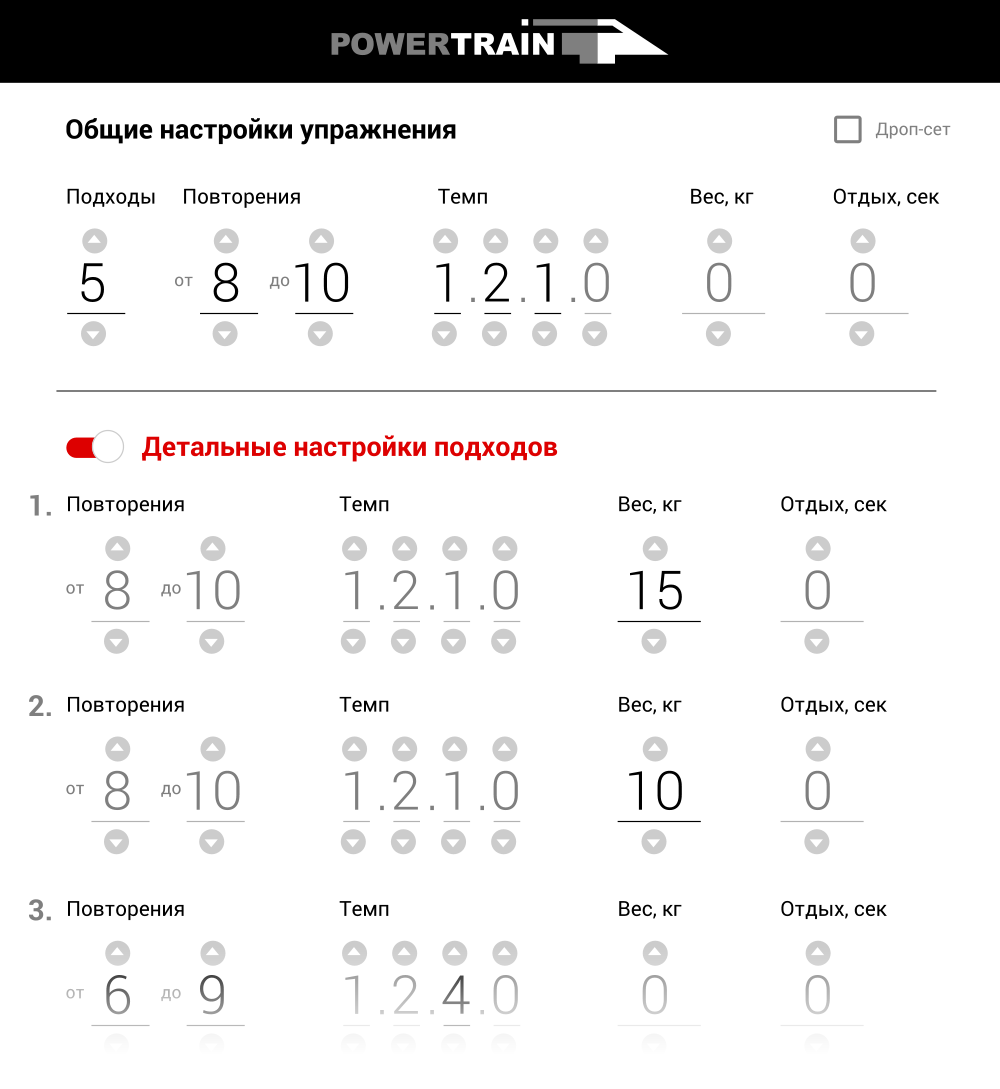 POWERTRAIN
Общие настройки упражнения
Дроп-сет
Подходы Повторения Темп Вес, кг Отдых, сек
5 от 8 до 10 1.2.1.0 0 0
Детальные настройки подходов
1. Повторения Темп Вес, кг Отдых, сек
от 8 до 10 1.2.1.0 15 0
2. Повторения Темп Вес, кг Отдых, сек
от 8 до 10 1.2.1.0 10 0
3. Повторения Темп Вес, кг Отдых, сек
от 6 до 9 1.2.4.0 0 0